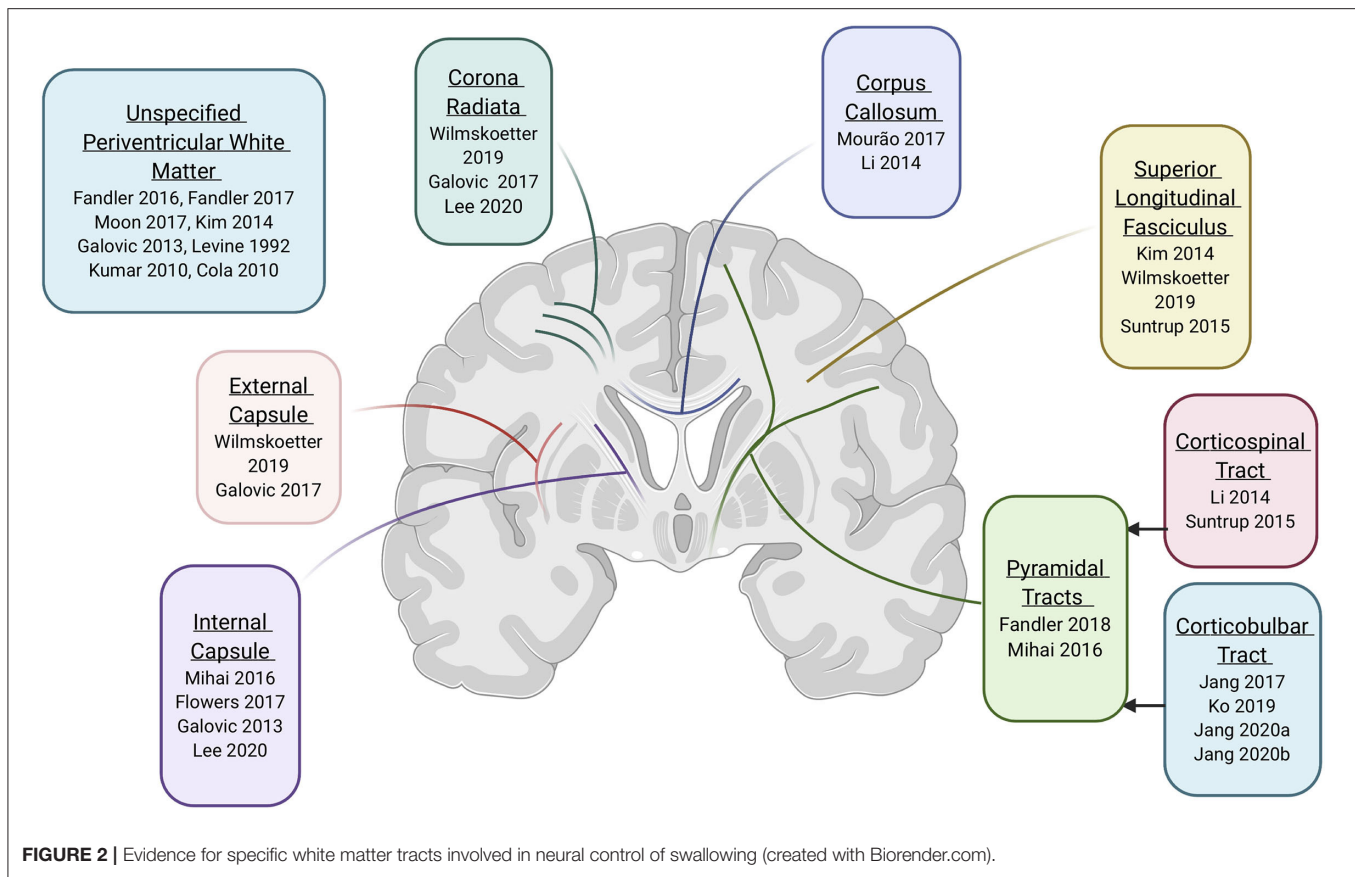 Unspecified
Periventricular White
Matter
Fandler 2016, Fandler 2017
Moon 2017, Kim 2014
Galovic 2013, Levine 1992
Kumar 2010, Cola 2010
Corona
Radiata
Wilmskoetter
2019
Galovic 2017
Lee 2020
Corpus
Callosum
Mourão 2017
Li 2014
Superior
Longitudinal
Fasciculus
Kim 2014
Wilmskoetter
2019
Suntrup 2015
External
Capsule
Wilmskoetter
2019
Galovic 2017
Corticospinal
Tract
Li 2014
Suntrup 2015
Internal
Capsule
Mihai 2016
Flowers 2017
Galovic 2013
Lee 2020
Pyramidal
Tracts
Fandler 2018
Mihai 2016
Corticobulbar
Tract
Jang 2017
Ko 2019
Jang 2020a
Jang 2020b
FIGURE 2 | Evidence for specific white matter tracts involved in neural control of swallowing (created with Biorender.com).